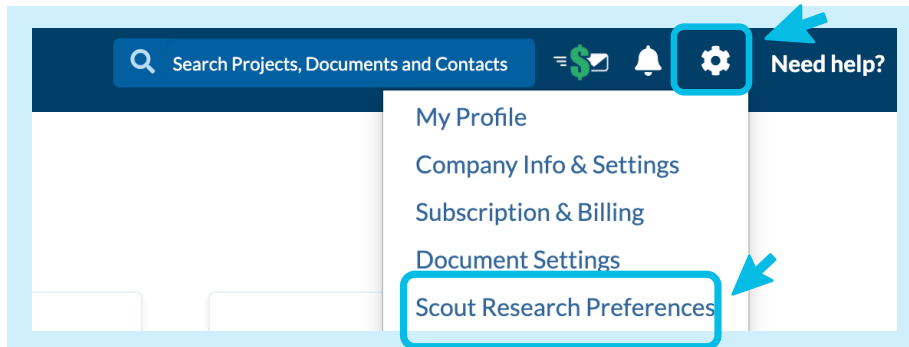 Search Projects, Documents and Contacts
$
Need help?
My Profile
Company Info & Settings
Subscription & Billing
Document Settings
Scout Research Preferences